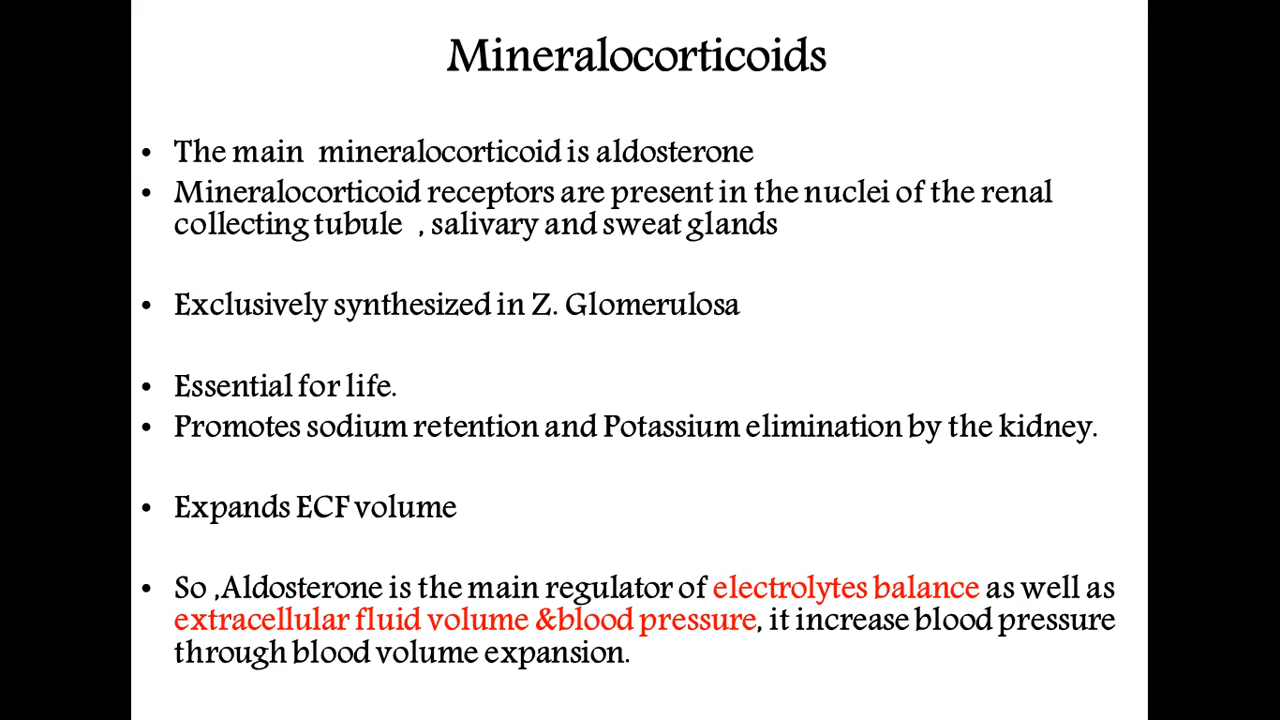 Mineralocorticoids
• The main mineralocorticoid is aldosterone
• Mineralocorticoid receptors are present in the nuclei of the renal
collecting tubule , salivary and sweat glands
• Exclusively synthesized in Z. Glomerulosa
• Essential for life.
• Promotes sodium retention and Potassium elimination by the kidney.
• Expands ECF volume
• So ,Aldosterone is the main regulator of electrolytes balance as well as
extracellular fluid volume &blood pressure, it increase blood pressure
through blood volume expansion.